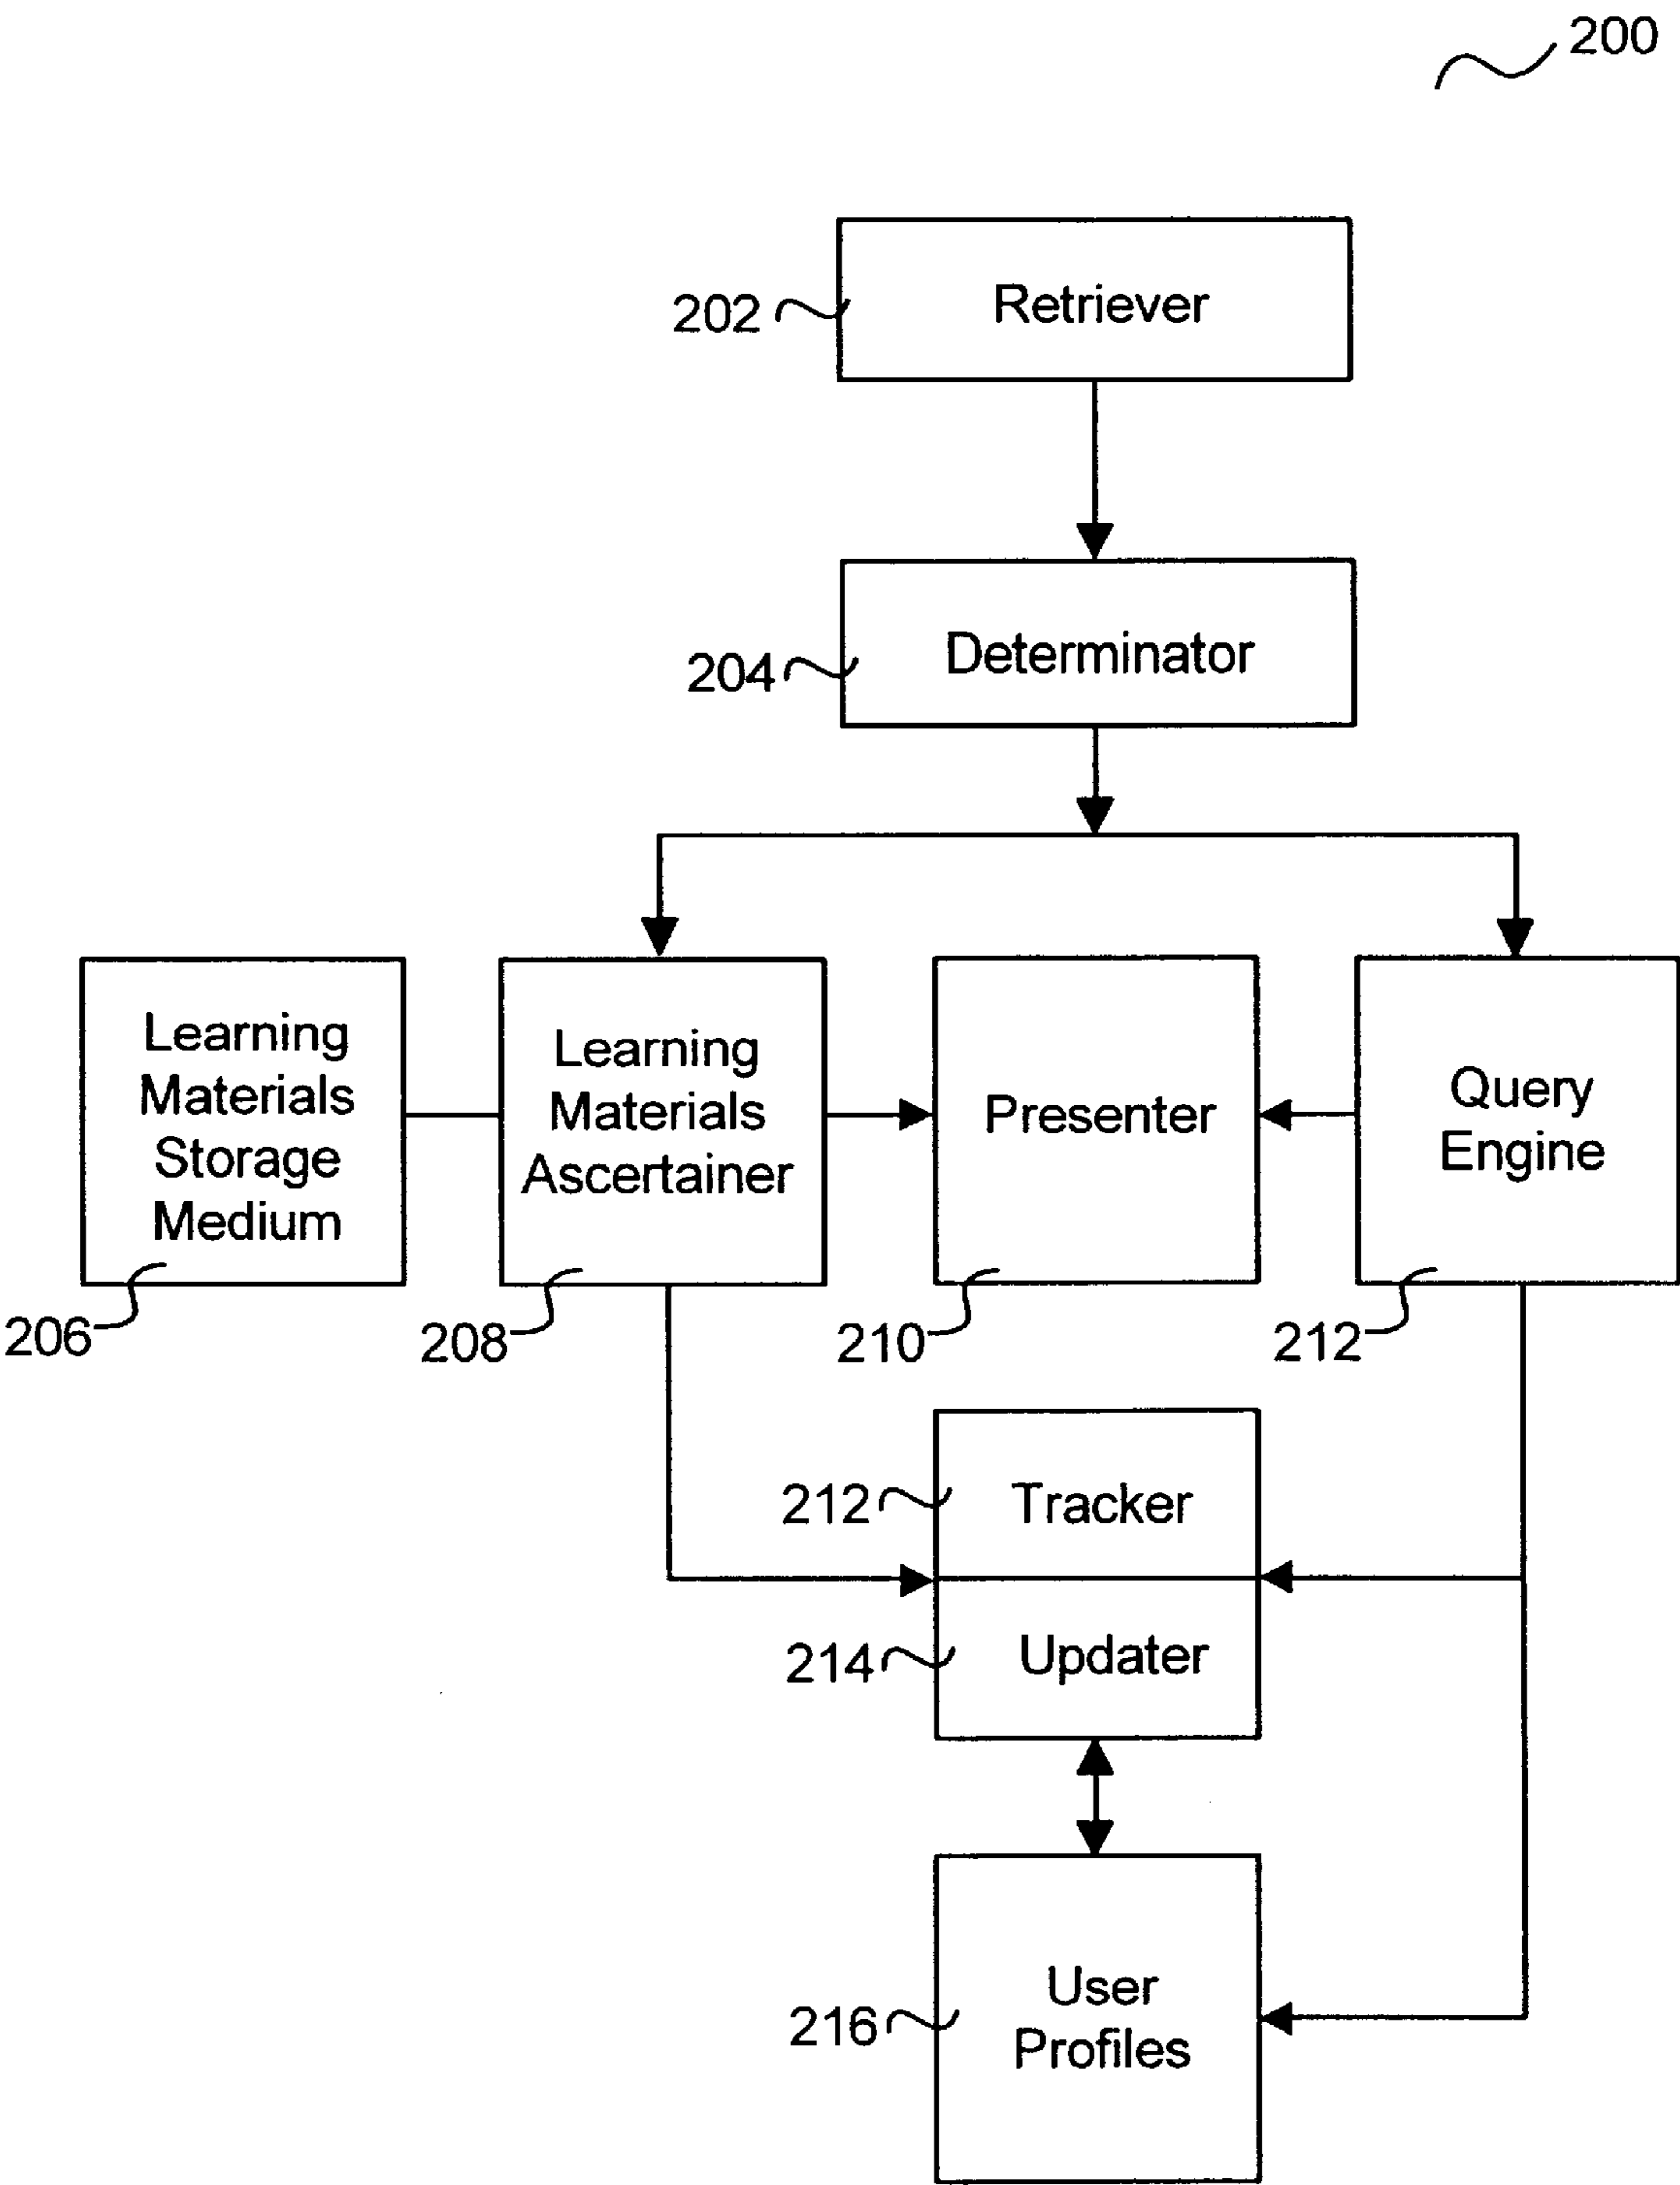 200
Retriever
202
Determinator
204
Learning
Materials
Storage
Medium
206
Learning
Materials
Ascertainer
208
Presenter
210
Query
Engine
212
Tracker
212
Updater
214
User
Profiles
216